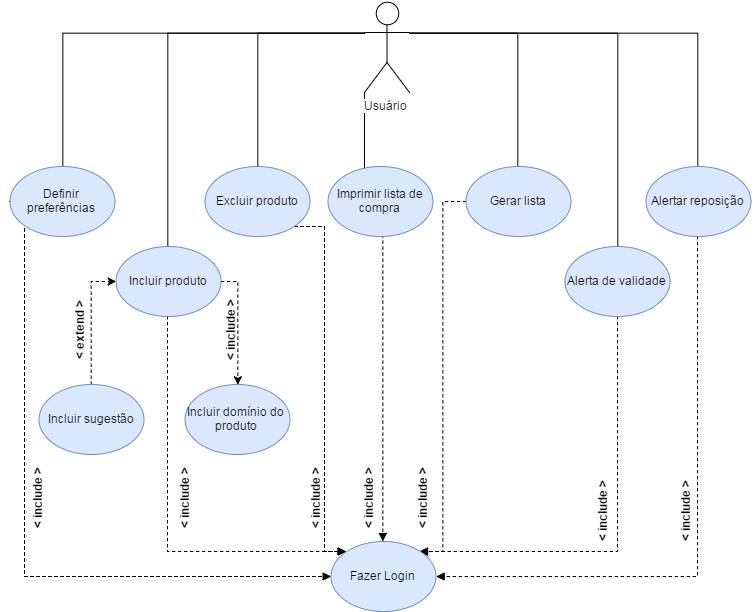 Usuário
Definir
preferências
Excluir produto
Imprimir lista de
compra
Gerar lista
Alertar reposição
Incluir produto
Alerta de validade
< extend >
< include >
Incluir sugestão
Incluir domínio do
produto
< include >
< include >
< include >
< include >
< include >
< include >
< include >
Fazer Login